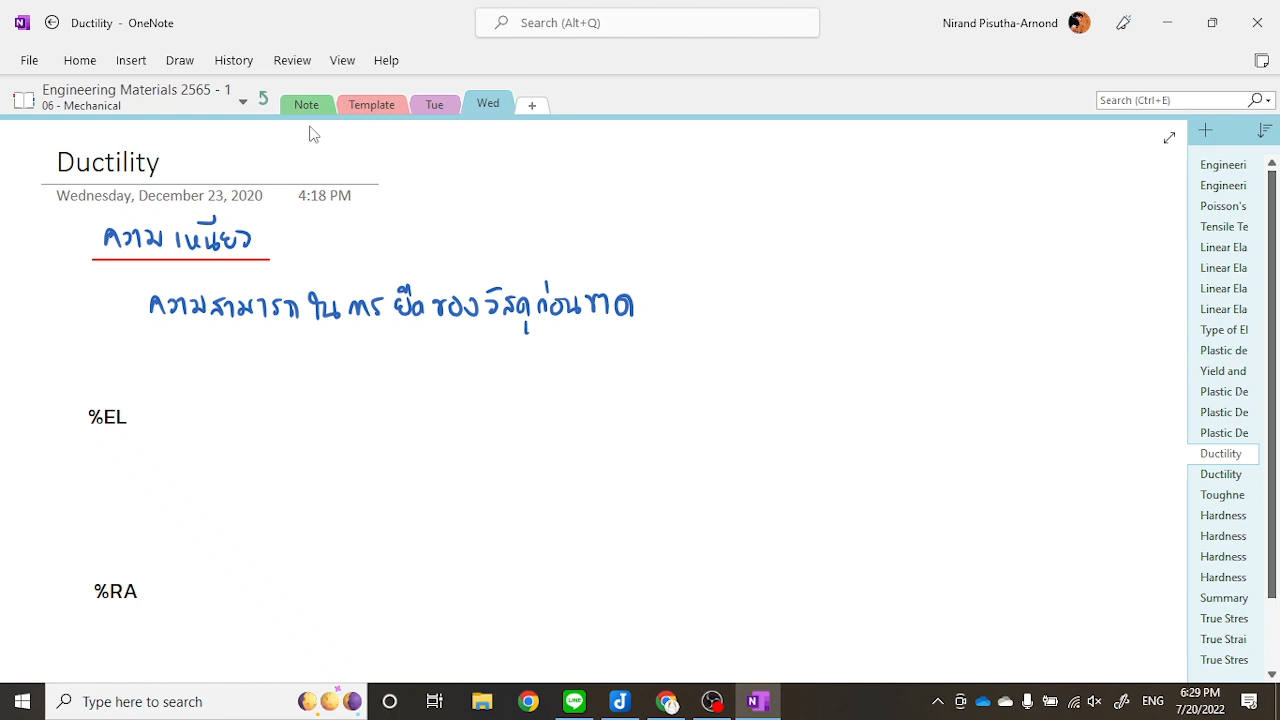 Ductility - OneNote
Search (Alt+Q)
Nirand Pisutha-Arnond
File Home Insert Draw History Review View Help
Engineering Materials 2565 - 1
06 - Mechanical
Note Template Tue Wed +
Search (Ctrl+E)
Ductility
Wednesday, December 23, 2020 4:18 PM
ความเหนียว
ความสามารถในการยืดของวัสดุก่อนขาด
%EL
%RA
Engineeri
Engineeri
Poisson's
Tensile Te
Linear Ela
Linear Ela
Linear Ela
Linear Ela
Type of El
Plastic de
Yield and
Plastic De
Plastic De
Plastic De
Ductility
Ductility
Toughne
Hardness
Hardness
Hardness
Hardness
Summary
True Stres
True Strai
True Stres
Type here to search
ENG
6:29 PM
7/20/2022